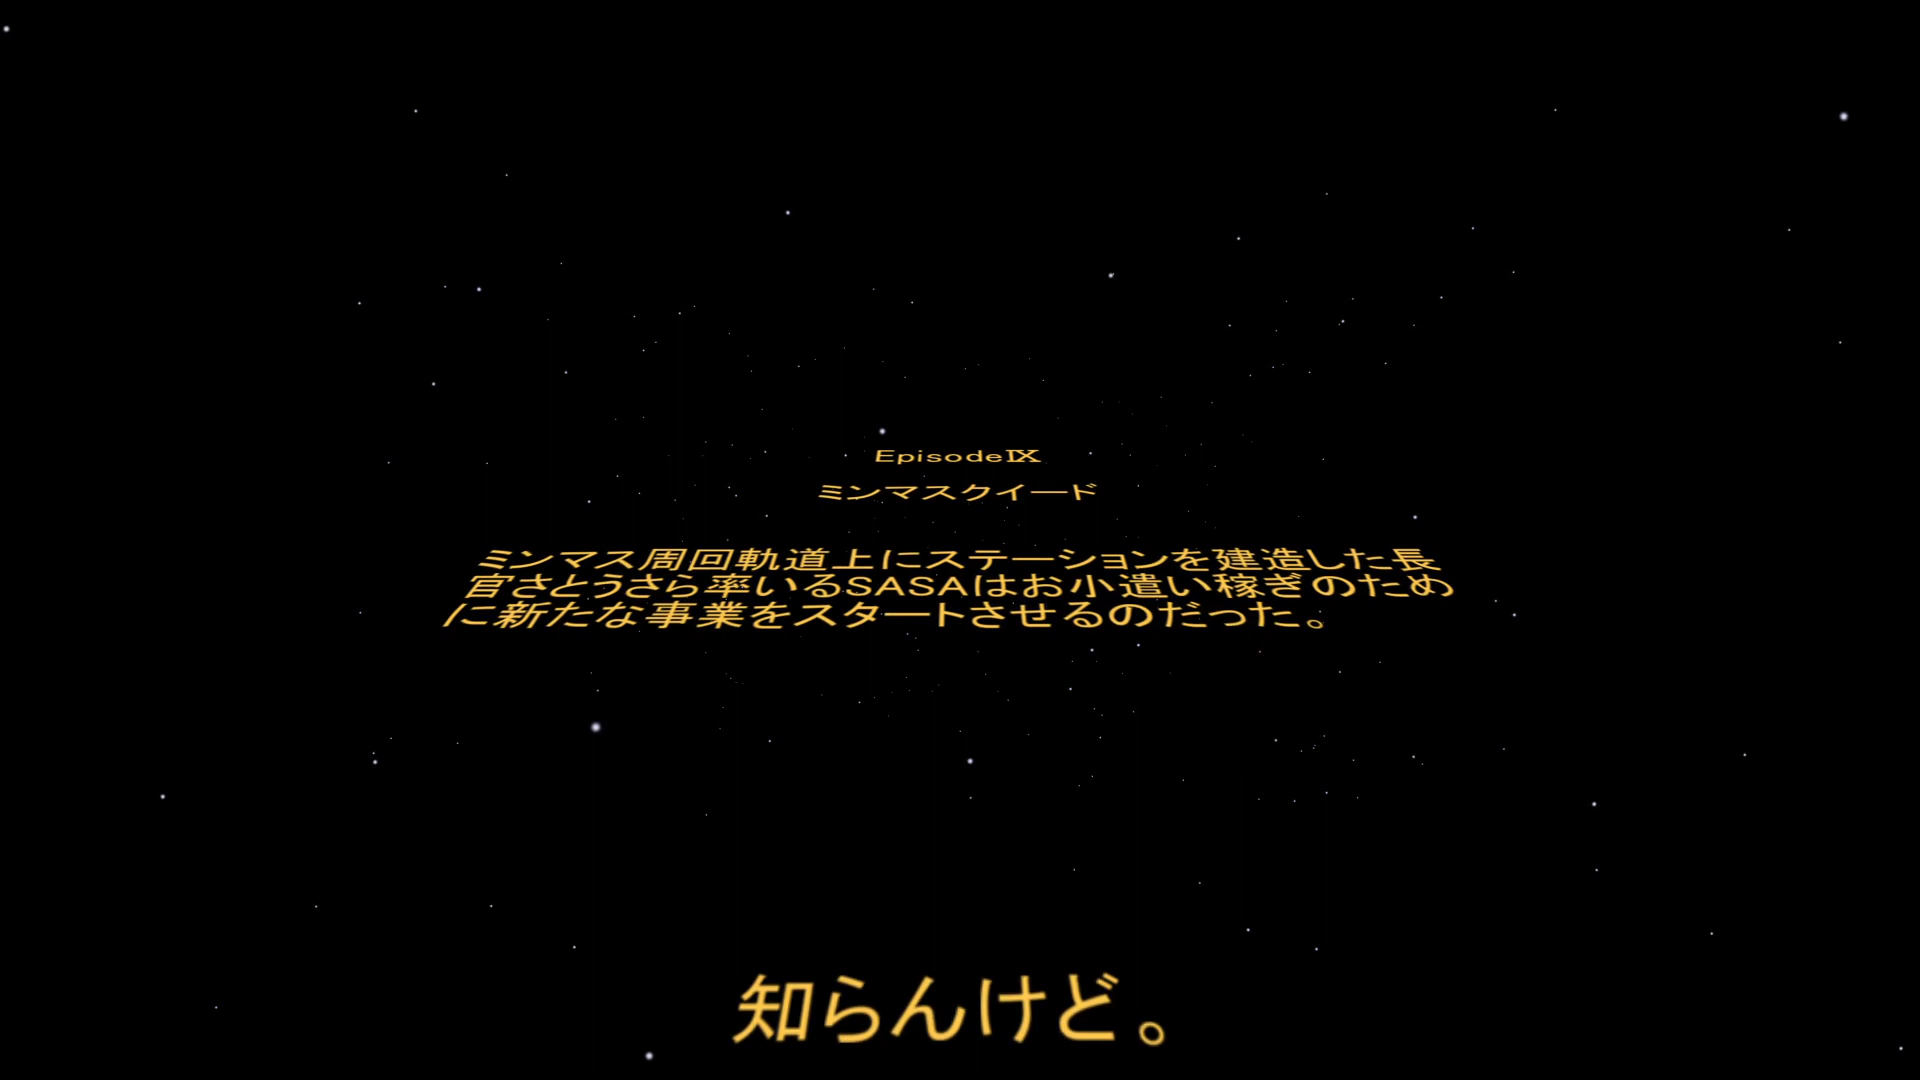 EpisodeⅨ
ミンマスクイード
ミンマス周回軌道上にステーションを建造した長
官さとうさら率いるSASAはお小遣い稼ぎのため
に新たな事業をスタートさせるのだった。
知らんけど。